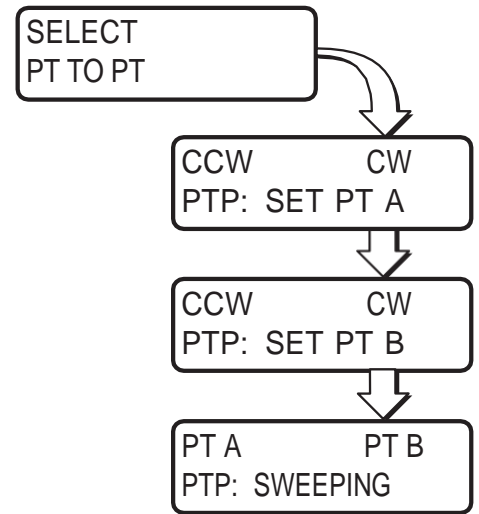 SELECT
PT TO PT
CCW CW
PTP: SET PT A
CCW CW
PTP: SET PT B
PT A PT B
PTP: SWEEPING